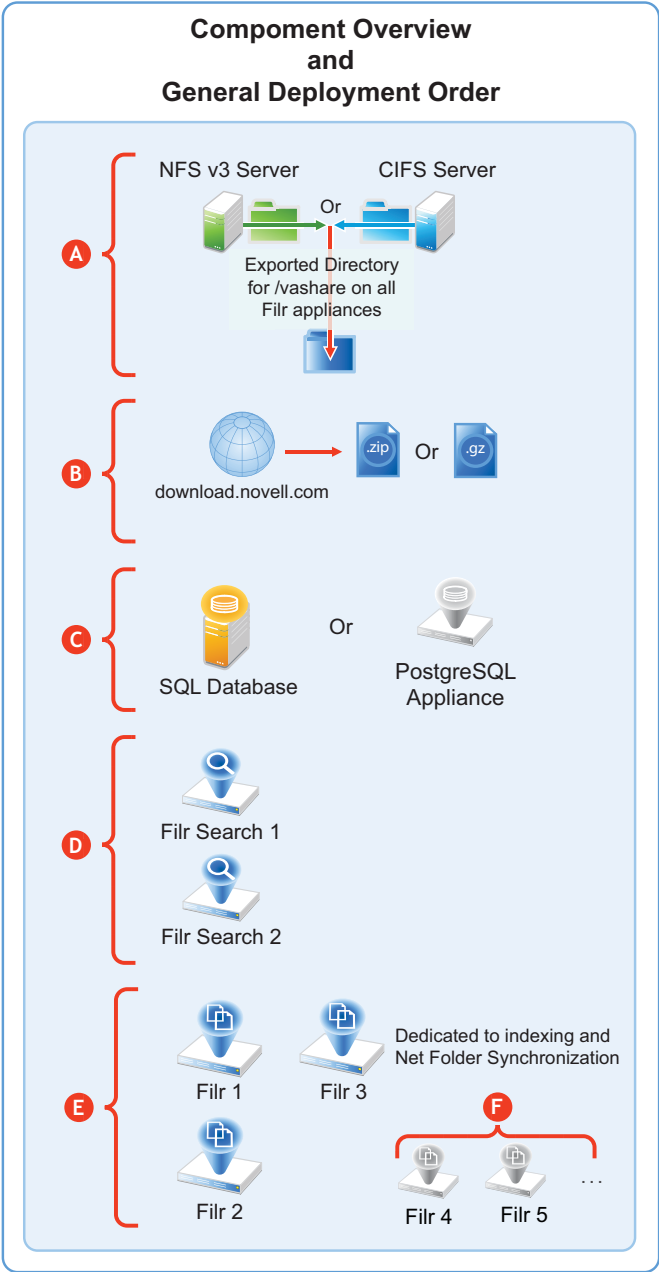 Compoment Overview
and
General Deployment Order
NFS v3 Server
CIFS Server
Or
A
Exported Directory
for /vashare on all
Filr appliances
B
.zip
Or
.gz
download.novell.com
C
Or
SQL Database
PostgreSQL
Appliance
D
Filr Search 1
Filr Search 2
E
Filr 1
Filr 3
Dedicated to indexing and
Net Folder Synchronization
F
Filr 2
Filr 4
Filr 5
...